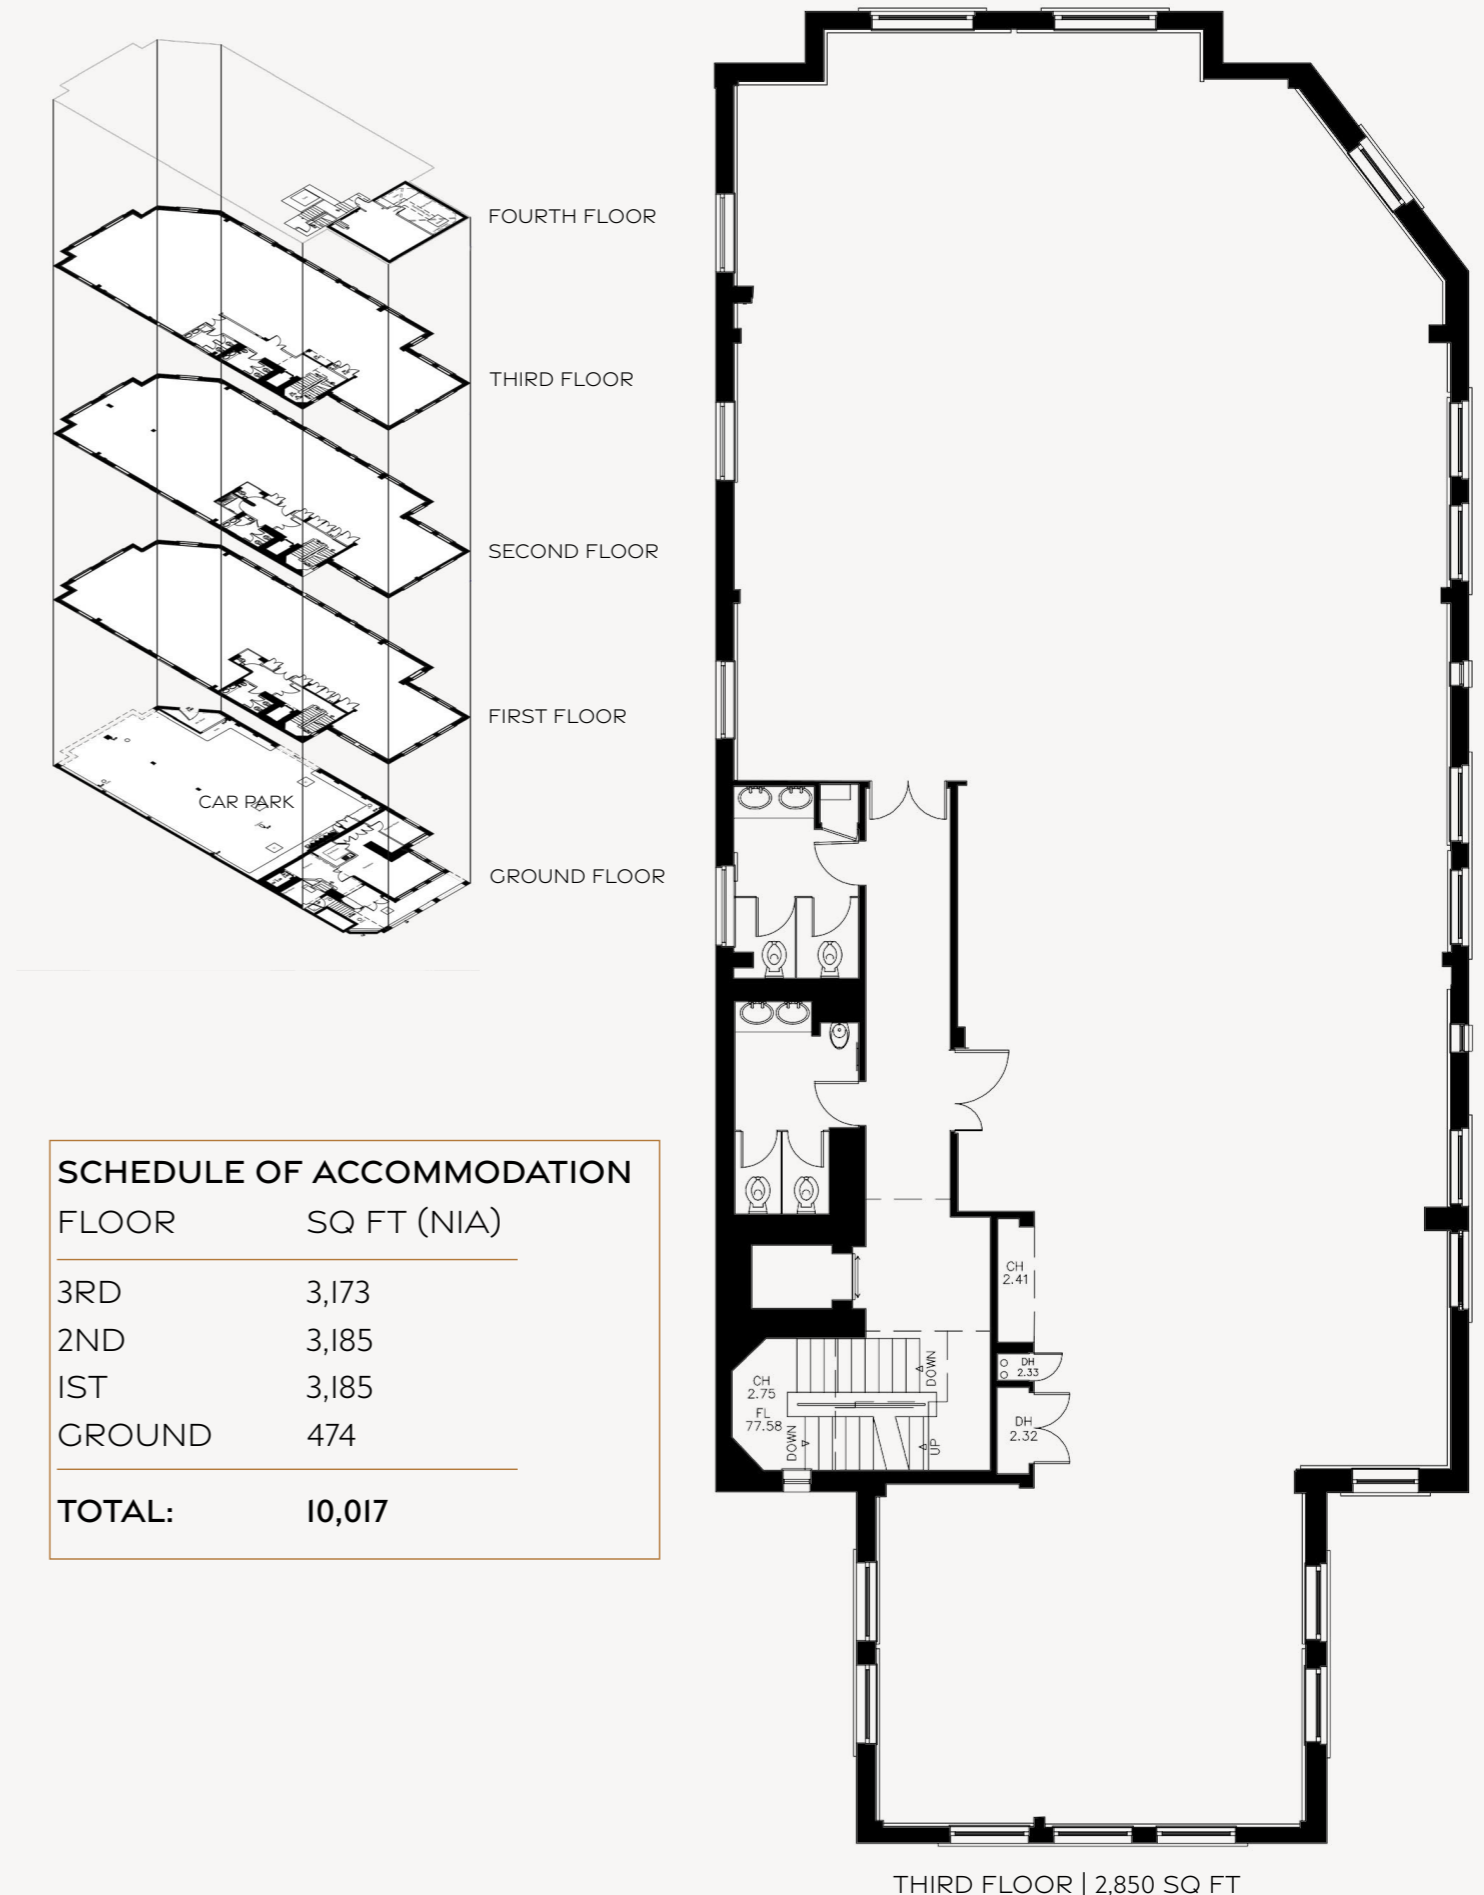 FOURTH FLOOR
THIRD FLOOR
SECOND FLOOR
FIRST FLOOR
CAR PARK
GROUND FLOOR
SCHEDULE OF ACCOMMODATION
FLOOR SQ FT (NIA)
3RD 3,173
2ND 3,185
1ST 3,185
GROUND 474
TOTAL: 10,017
CH
2.41
DH
2.33
DH
2.32
CH
2.75
FL
77.58
DOWN
DOWN
UP
THIRD FLOOR | 2,850 SQ FT